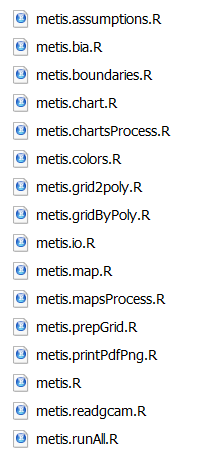 metis.assumptions.R
metis.bia.R
metis.boundaries.R
metis.chart.R
metis.chartsProcess.R
metis.colors.R
metis.grid2poly.R
metis.gridByPoly.R
metis.io.R
metis.map.R
metis.mapsProcess.R
metis.prepGrid.R
metis.printPdfPng.R
metis.R
metis.readgcam.R
metis.runAll.R